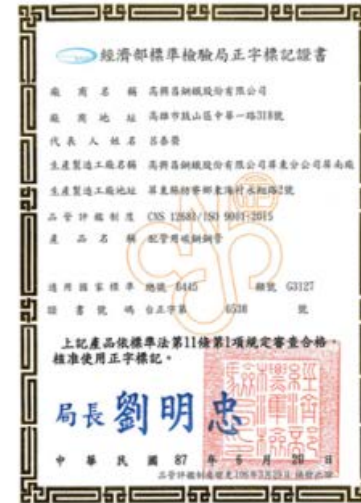 經濟部標準檢驗局正字標記證書
廠商名稱 高興昌鋼鐵股份有限公司
廠商地址 高雄市鼓山區中華一路318號
代表人姓名 呂泰榮
生產製造工廠名稱 高興昌鋼鐵股份有限公司屏東分公司屏南廠
生產製造工廠地址 屏東縣枋寮鄉東海村永翔路2號
品管評鑑制度 CNS 12681/ISO 9001:2015
產品名稱 配管用碳鋼鋼管
適用國家標準 總號 6445 類號 G3127
證書號碼 台正字第 6538 號
上記產品依標準法第11條第1項規定審查合格,
核准使用正字標記。
局長 劉明忠
中華民國 87 年 6 月 20 日